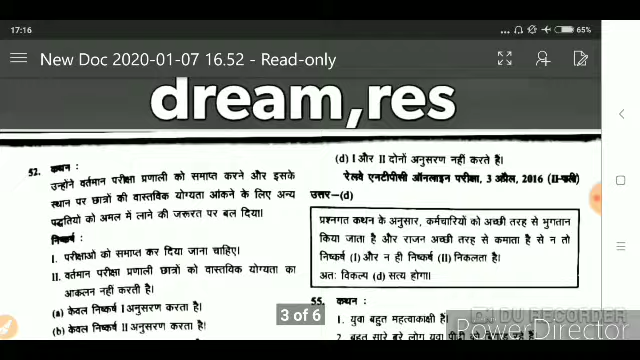 17:16
... 65%
New Doc 2020-01-07 16.52 - Read-only
dream,res
52. कथन :
उन्होंने वर्तमान परीक्षा प्रणाली को समाप्त करने और इसके
स्थान पर छात्रों की वास्तविक योग्यता आंकने के लिए अन्य
पद्वतियो को अमल में लाने की जरूरत पर बल दिया।
निष्कर्ष :
I. परीक्षाओ को समाप्त कर दिया जाना चाहिए।
II. वर्तमान परीक्षा प्रणाली छात्रों को वास्तविक योग्यता का
आकलन नहीं करती है।
(a) केवल निष्कर्ष I अनुसरण करता है।
(b) केवल निष्कर्ष II अनुसरण करता है।
(d) I और II दोनों अनुसरण नहीं करते है।
रेलवे एनटीपीसी ऑनलाइन परीक्षा, 3 अप्रैल, 2016 (II-पाली)
उत्तर-(d)
प्रश्नगत कथन के अनुसार, कर्मचारियों को अच्छी तरह से भुगतान
किया जाता है और राजन अच्छी तरह से कमाता है से न तो
निष्कर्ष (I) और न ही निष्कर्ष (II) निकलता है।
अतः विकल्प (d) सत्य होगा।
55. कथन :
1. युवा बहुत महत्वाकाक्षी है।
2. बहुत सारे बूरे लोग युवा पीढ़ी को
3 of 6
DU RECORDER
PowerDirector